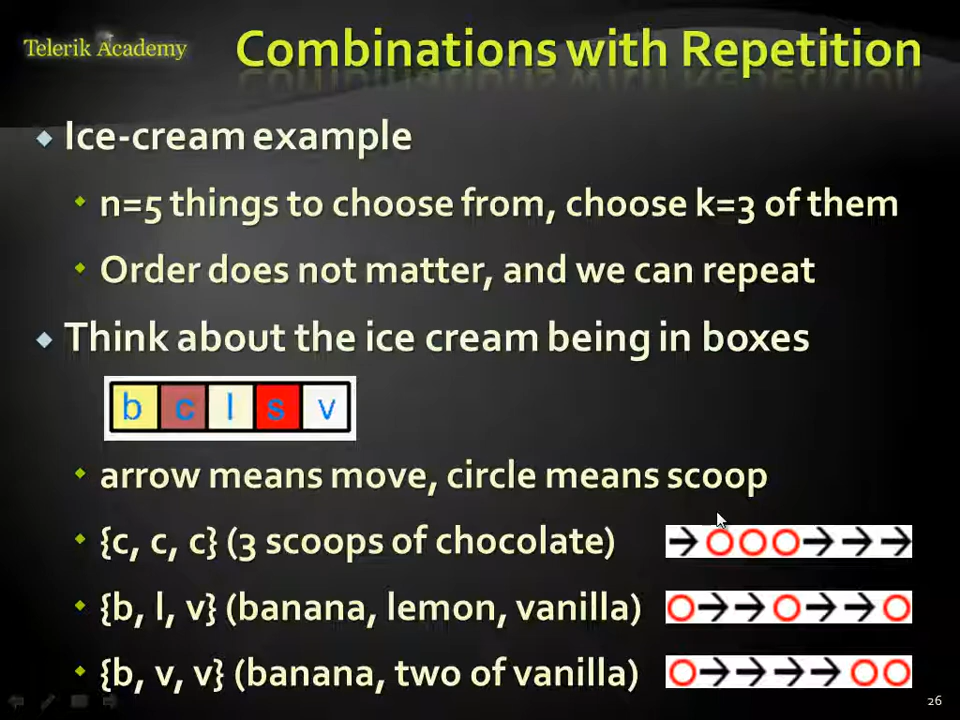 Telerik Academy
Combinations with Repetition
Ice-cream example
n=5 things to choose from, choose k=3 of them
Order does not matter, and we can repeat
Think about the ice cream being in boxes
b c l s v
arrow means move, circle means scoop
{c, c, c} (3 scoops of chocolate)
{b, l, v} (banana, lemon, vanilla)
{b, v, v} (banana, two of vanilla)
26